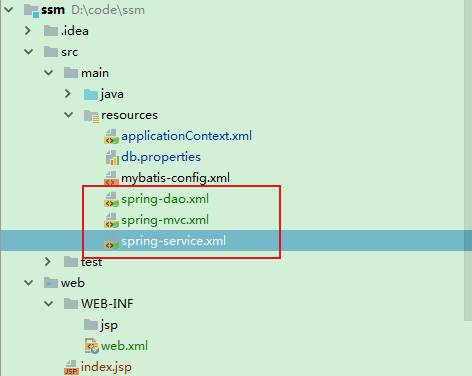 ssm D:\code\ssm
.idea
src
main
java
resources
applicationContext.xml
db.properties
mybatis-config.xml
spring-dao.xml
spring-mvc.xml
spring-service.xml
test
web
WEB-INF
jsp
web.xml
index.jsp